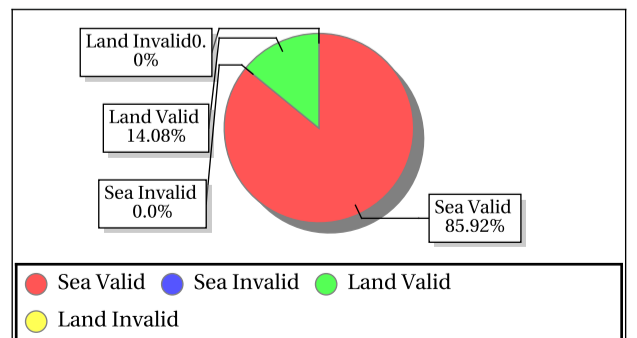 Land Invalid0.
0%
Land Valid
14.08%
Sea Invalid
0.0%
Sea Valid
85.92%
Sea Valid Sea Invalid Land Valid
Land Invalid